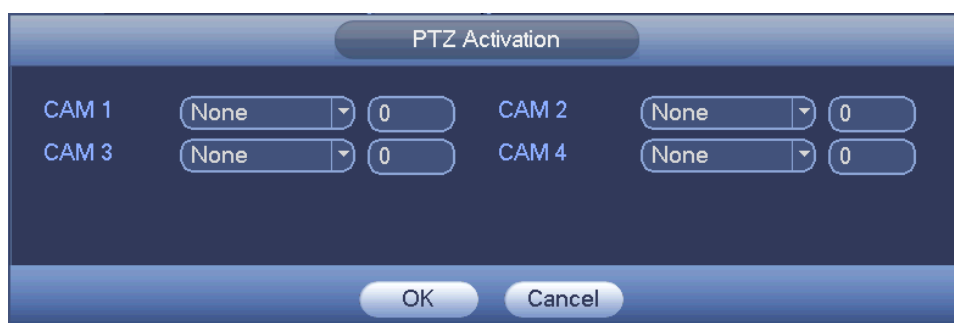 PTZ Activation
CAM 1 None 0 CAM 2 None 0
CAM 3 None 0 CAM 4 None 0
OK Cancel